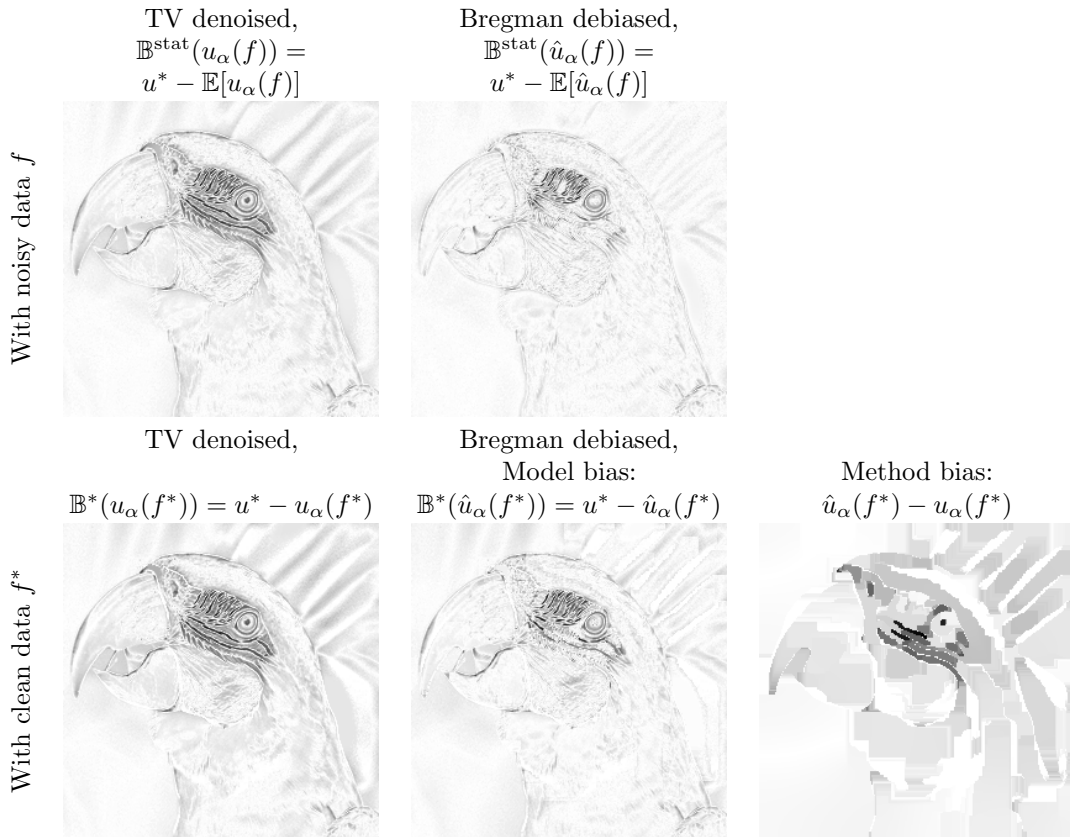 TV denoised,
𝔹^stat(u_α(f)) =
u* − 𝔼[u_α(f)]
Bregman debiased,
𝔹^stat(û_α(f)) =
u* − 𝔼[û_α(f)]
With noisy data f
TV denoised,
𝔹*(u_α(f*)) = u* − u_α(f*)
Bregman debiased,
Model bias:
𝔹*(û_α(f*)) = u* − û_α(f*)
Method bias:
û_α(f*) − u_α(f*)
With clean data f*